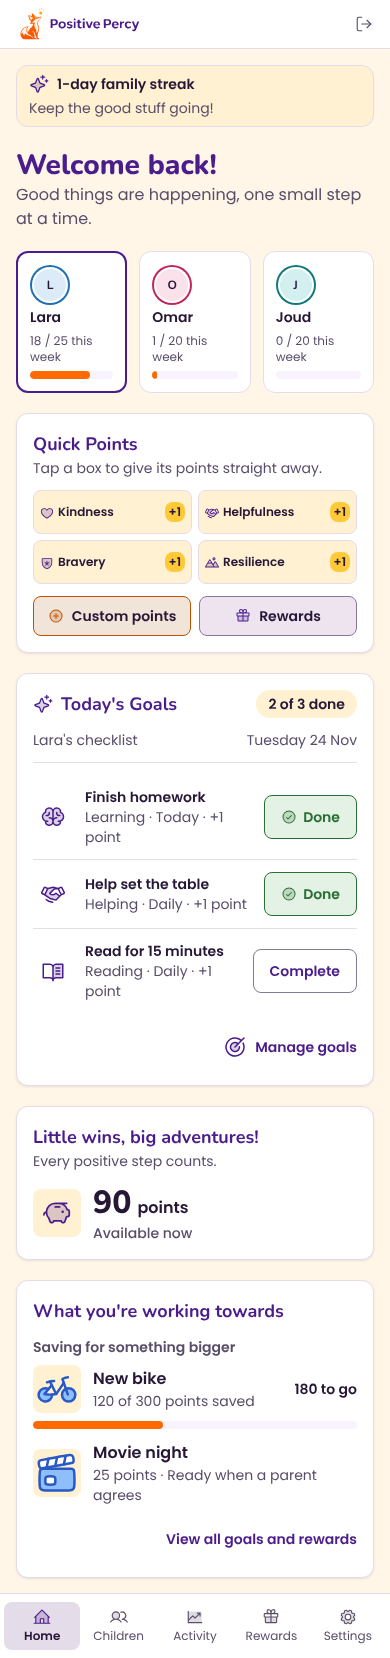 Positive Percy
1-day family streak
Keep the good stuff going!
Welcome back!
Good things are happening, one small step
at a time.
L
Lara
18 / 25 this
week
O
Omar
1 / 20 this
week
J
Joud
0 / 20 this
week
Quick Points
Tap a box to give its points straight away.
Kindness +1
Helpfulness +1
Bravery +1
Resilience +1
Custom points
Rewards
Today's Goals
2 of 3 done
Lara's checklist
Tuesday 24 Nov
Finish homework
Learning · Today · +1
point
Done
Help set the table
Helping · Daily · +1 point
Done
Read for 15 minutes
Reading · Daily · +1
point
Complete
Manage goals
Little wins, big adventures!
Every positive step counts.
90 points
Available now
What you're working towards
Saving for something bigger
New bike
120 of 300 points saved
180 to go
Movie night
25 points · Ready when a parent
agrees
View all goals and rewards
Home
Children
Activity
Rewards
Settings